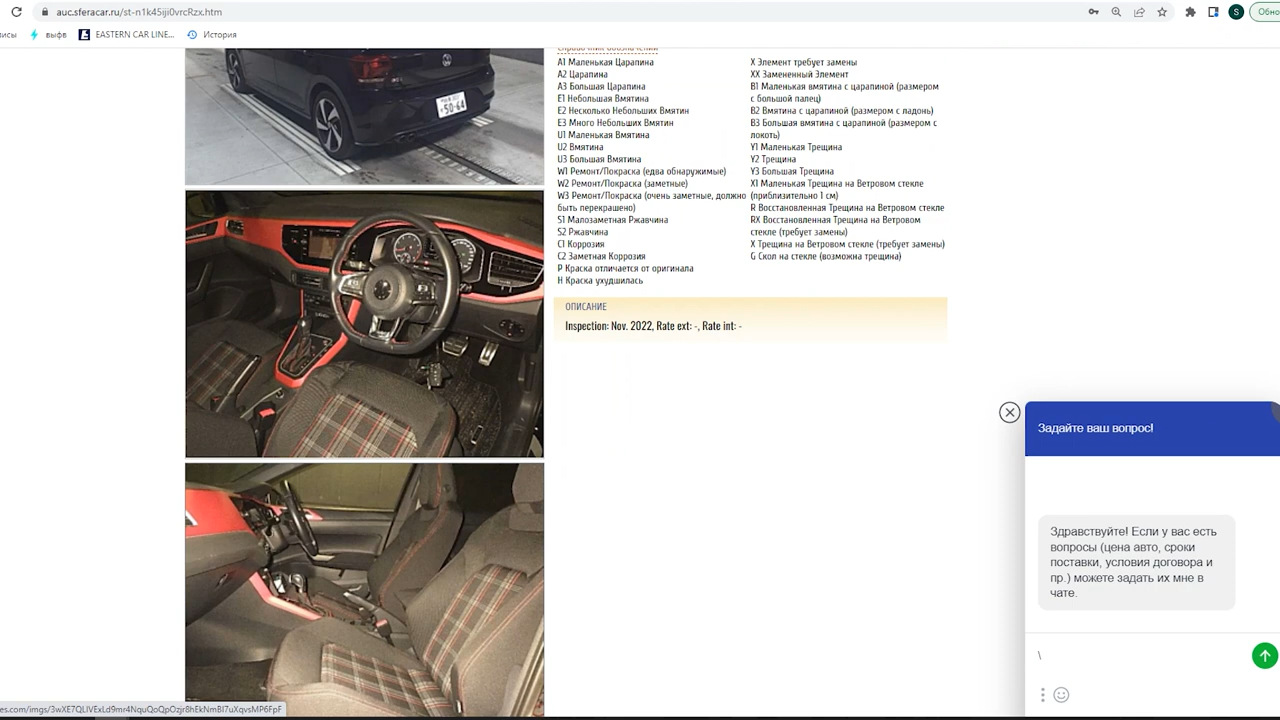 auc.sferacar.ru/st-n1k45iji0vrcRzx.htm
S
Обно
исы
выфв
EASTERN CAR LINE...
История
50-64
Справочник обозначений
A1 Маленькая Царапина
A2 Царапина
A3 Большая Царапина
E1 Небольшая Вмятина
E2 Несколько Небольших Вмятин
E3 Много Небольших Вмятин
U1 Маленькая Вмятина
U2 Вмятина
U3 Большая Вмятина
W1 Ремонт/Покраска (едва обнаружимые)
W2 Ремонт/Покраска (заметные)
W3 Ремонт/Покраска (очень заметные, должно
быть перекрашено)
S1 Малозаметная Ржавчина
S2 Ржавчина
C1 Коррозия
C2 Заметная Коррозия
P Краска отличается от оригинала
H Краска ухудшилась
X Элемент требует замены
XX Замененный Элемент
B1 Маленькая вмятина с царапиной (размером
с большой палец)
B2 Вмятина с царапиной (размером с ладонь)
B3 Большая вмятина с царапиной (размером с
локоть)
Y1 Маленькая Трещина
Y2 Трещина
Y3 Большая Трещина
X1 Маленькая Трещина на Ветровом стекле
(приблизительно 1 см)
R Восстановленная Трещина на Ветровом стекле
RX Восстановленная Трещина на Ветровом
стекле (требует замены)
X Трещина на Ветровом стекле (требует замены)
G Скол на стекле (возможна трещина)
ОПИСАНИЕ
Inspection: Nov. 2022, Rate ext: -, Rate int: -
Задайте ваш вопрос!
Здравствуйте! Если у вас есть
вопросы (цена авто, сроки
поставки, условия договора и
пр.) можете задать их мне в
чате.
\